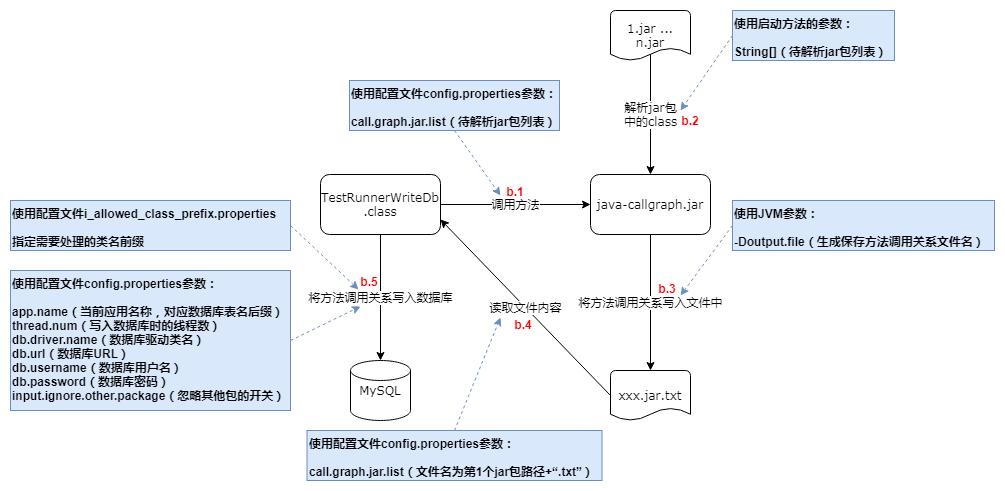 1.jar ...
n.jar
使用启动方法的参数：
String[]（待解析jar包列表）
使用配置文件config.properties参数：
call.graph.jar.list（待解析jar包列表）
解析jar包
中的class
b.2
TestRunnerWriteDb
.class
b.1
调用方法
java-callgraph.jar
使用配置文件i_allowed_class_prefix.properties
指定需要处理的类名前缀
使用JVM参数：
-Doutput.file（生成保存方法调用关系文件名）
使用配置文件config.properties参数：
app.name（当前应用名称，对应数据库表名后缀）
thread.num（写入数据库时的线程数）
db.driver.name（数据库驱动类名）
db.url（数据库URL）
db.username（数据库用户名）
db.password（数据库密码）
input.ignore.other.package（忽略其他包的开关）
b.5
将方法调用关系写入数据库
b.3
将方法调用关系写入文件中
读取文件内容
b.4
MySQL
xxx.jar.txt
使用配置文件config.properties参数：
call.graph.jar.list（文件名为第1个jar包路径+“.txt”）